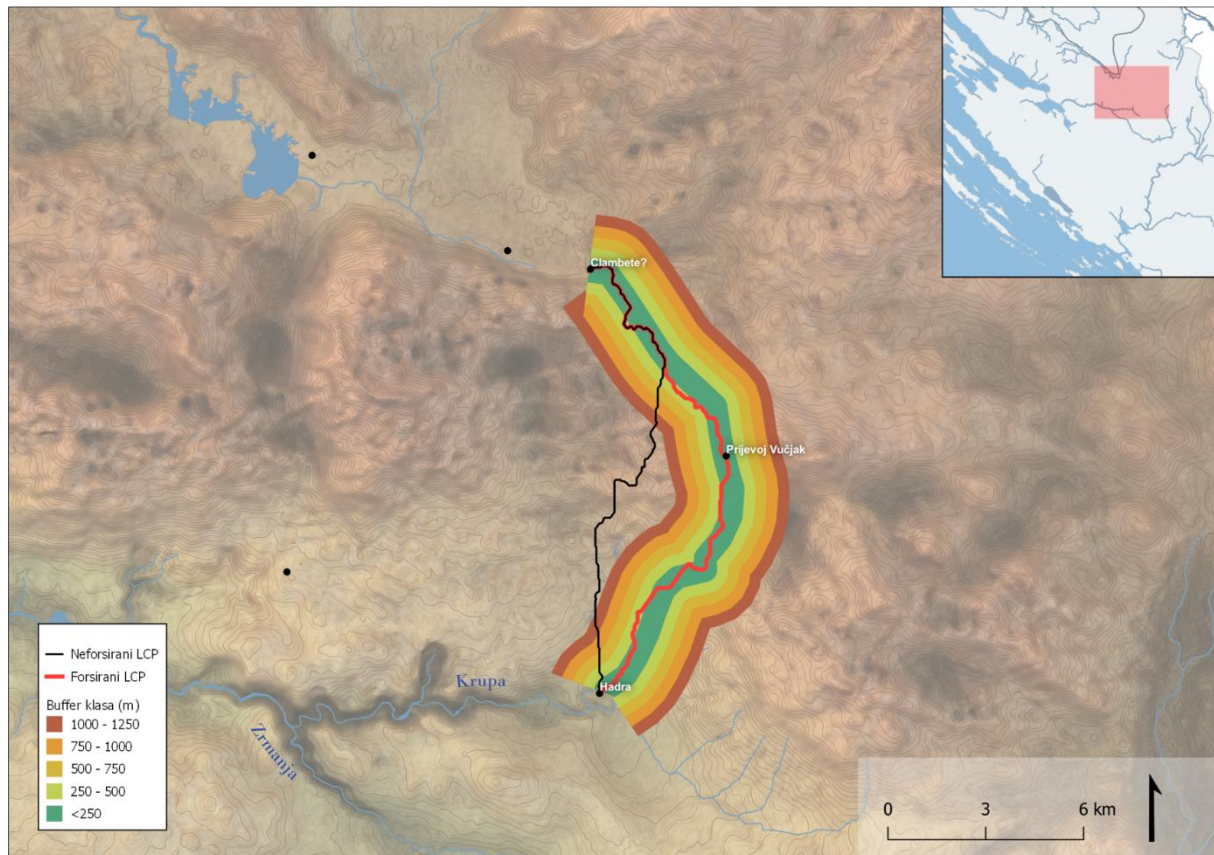 Clambete?
Prijevoj Vučjak
Hadra
Krupa
Zrmanja
Neforsirani LCP
Forsirani LCP
Buffer klasa (m)
1000 - 1250
750 - 1000
500 - 750
250 - 500
<250
0 3 6 km